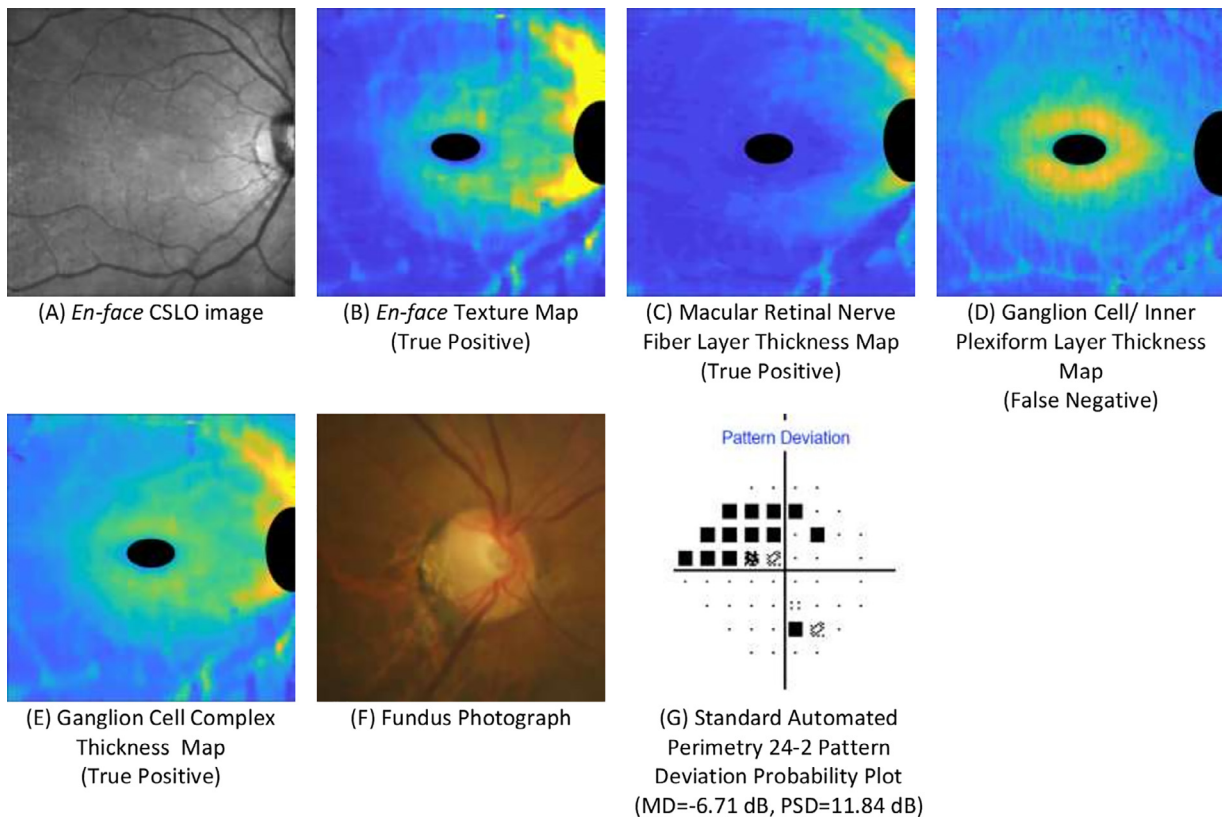 (A) En-face CSLO image
(B) En-face Texture Map
(True Positive)
(C) Macular Retinal Nerve
Fiber Layer Thickness Map
(True Positive)
(D) Ganglion Cell/ Inner
Plexiform Layer Thickness
Map
(False Negative)
Pattern Deviation
(E) Ganglion Cell Complex
Thickness Map
(True Positive)
(F) Fundus Photograph
(G) Standard Automated
Perimetry 24-2 Pattern
Deviation Probability Plot
(MD=-6.71 dB, PSD=11.84 dB)